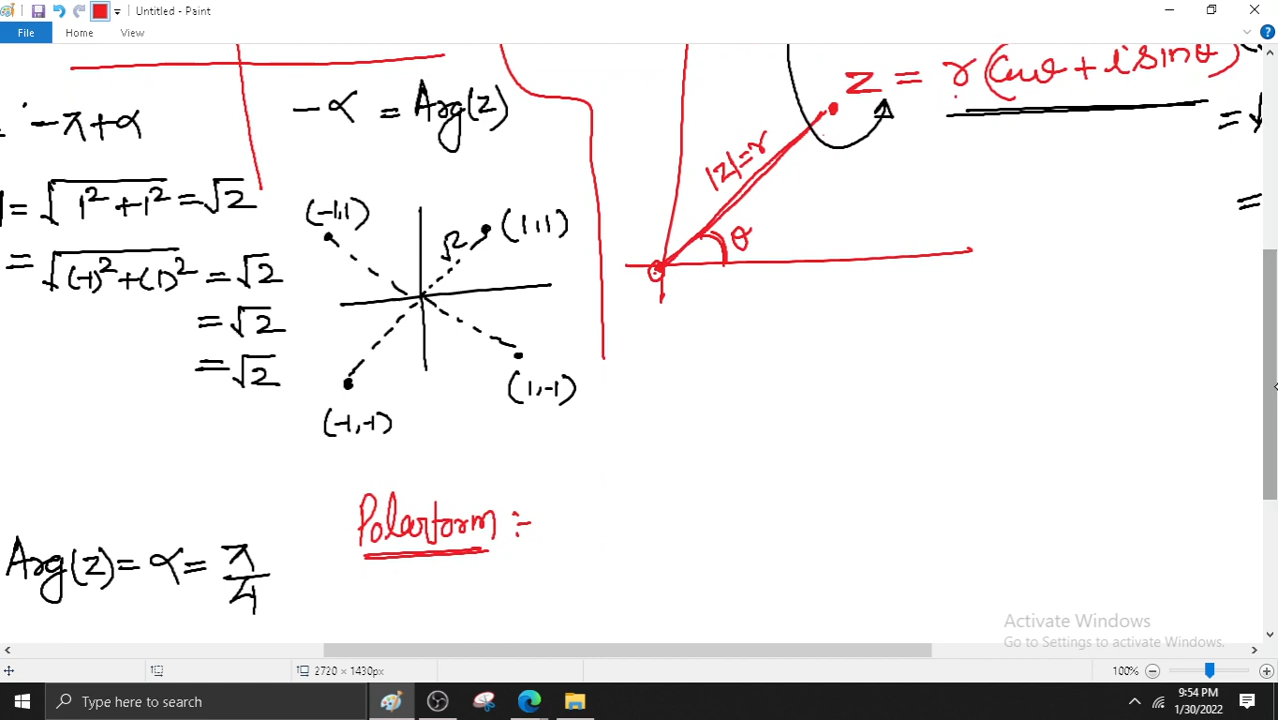 Untitled - Paint
File Home View
-π+α
-α = Arg(z)
z = r(cosθ + i sinθ)
= √
=
|z|=r
θ
= √1²+1² = √2
= √(-1)²+(1)² = √2
= √2
= √2
(-1,1)
√2
(1,1)
(-1,-1)
(1,-1)
Polarform :-
Arg(z)= α = π/4
Activate Windows
Go to Settings to activate Windows.
2720 × 1430px
100%
Type here to search
9:54 PM
1/30/2022